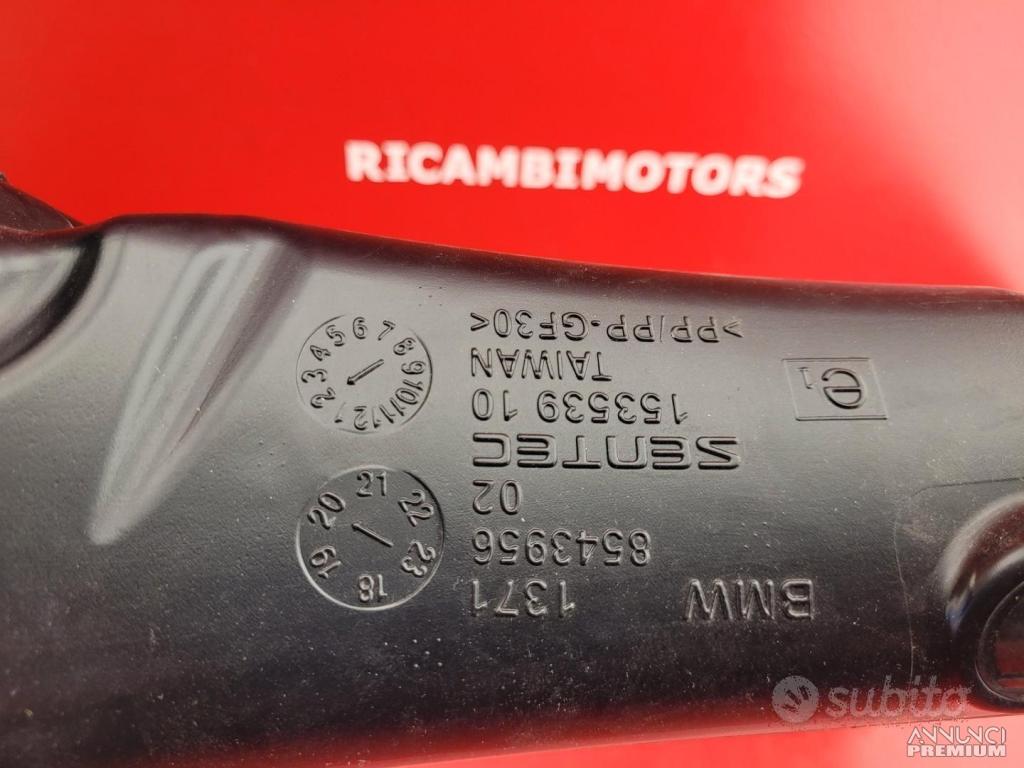 RICAMBIMOTORS
BMW 1371
8543956
02
SENTEC
153539 10
TAIWAN
>PP/PP-GF30<
e1
18 19 20 21 22 23
1 2 3 4 5 6 7 8 9 10 11 12
subito
ANNUNCI
PREMIUM